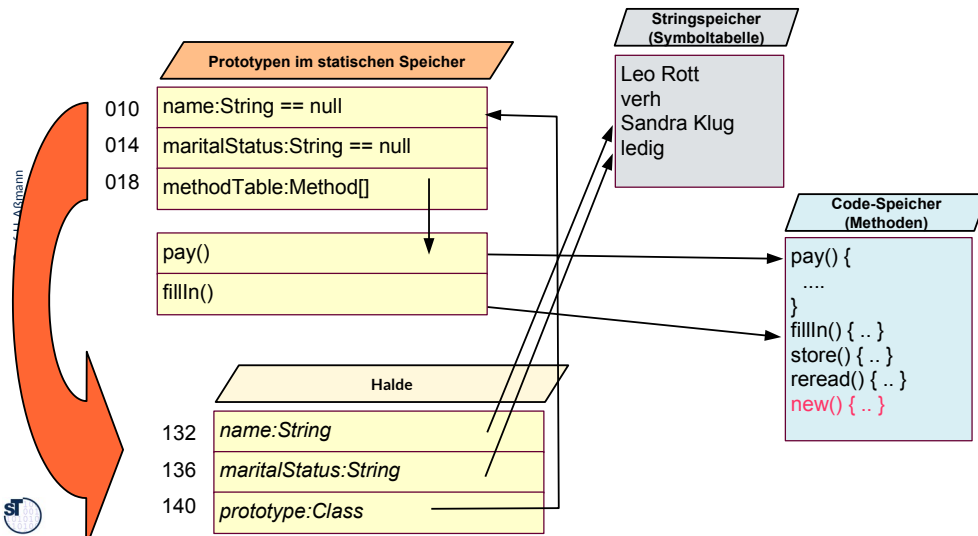 Stringspeicher
(Symboltabelle)
Leo Rott
verh
Sandra Klug
ledig
Prototypen im statischen Speicher
010 name:String == null
014 maritalStatus:String == null
018 methodTable:Method[]
pay()
fillIn()
Code-Speicher
(Methoden)
pay() {
....
}
fillIn() { .. }
store() { .. }
reread() { .. }
new() { .. }
Halde
132 name:String
136 maritalStatus:String
140 prototype:Class
Aßmann
sT